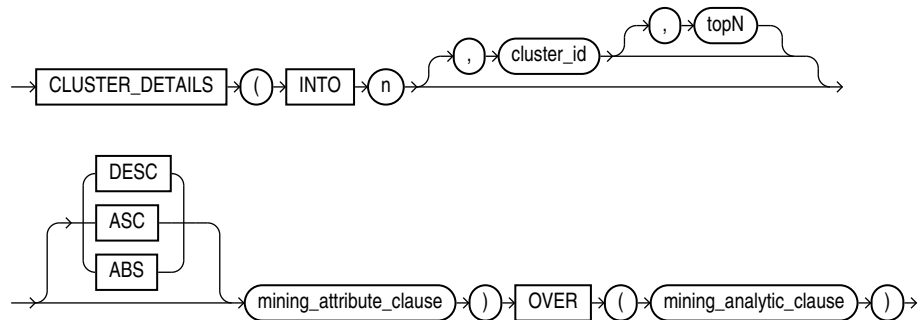 , topN
, cluster_id
CLUSTER_DETAILS ( INTO n
DESC
ASC
ABS
mining_attribute_clause ) OVER ( mining_analytic_clause )